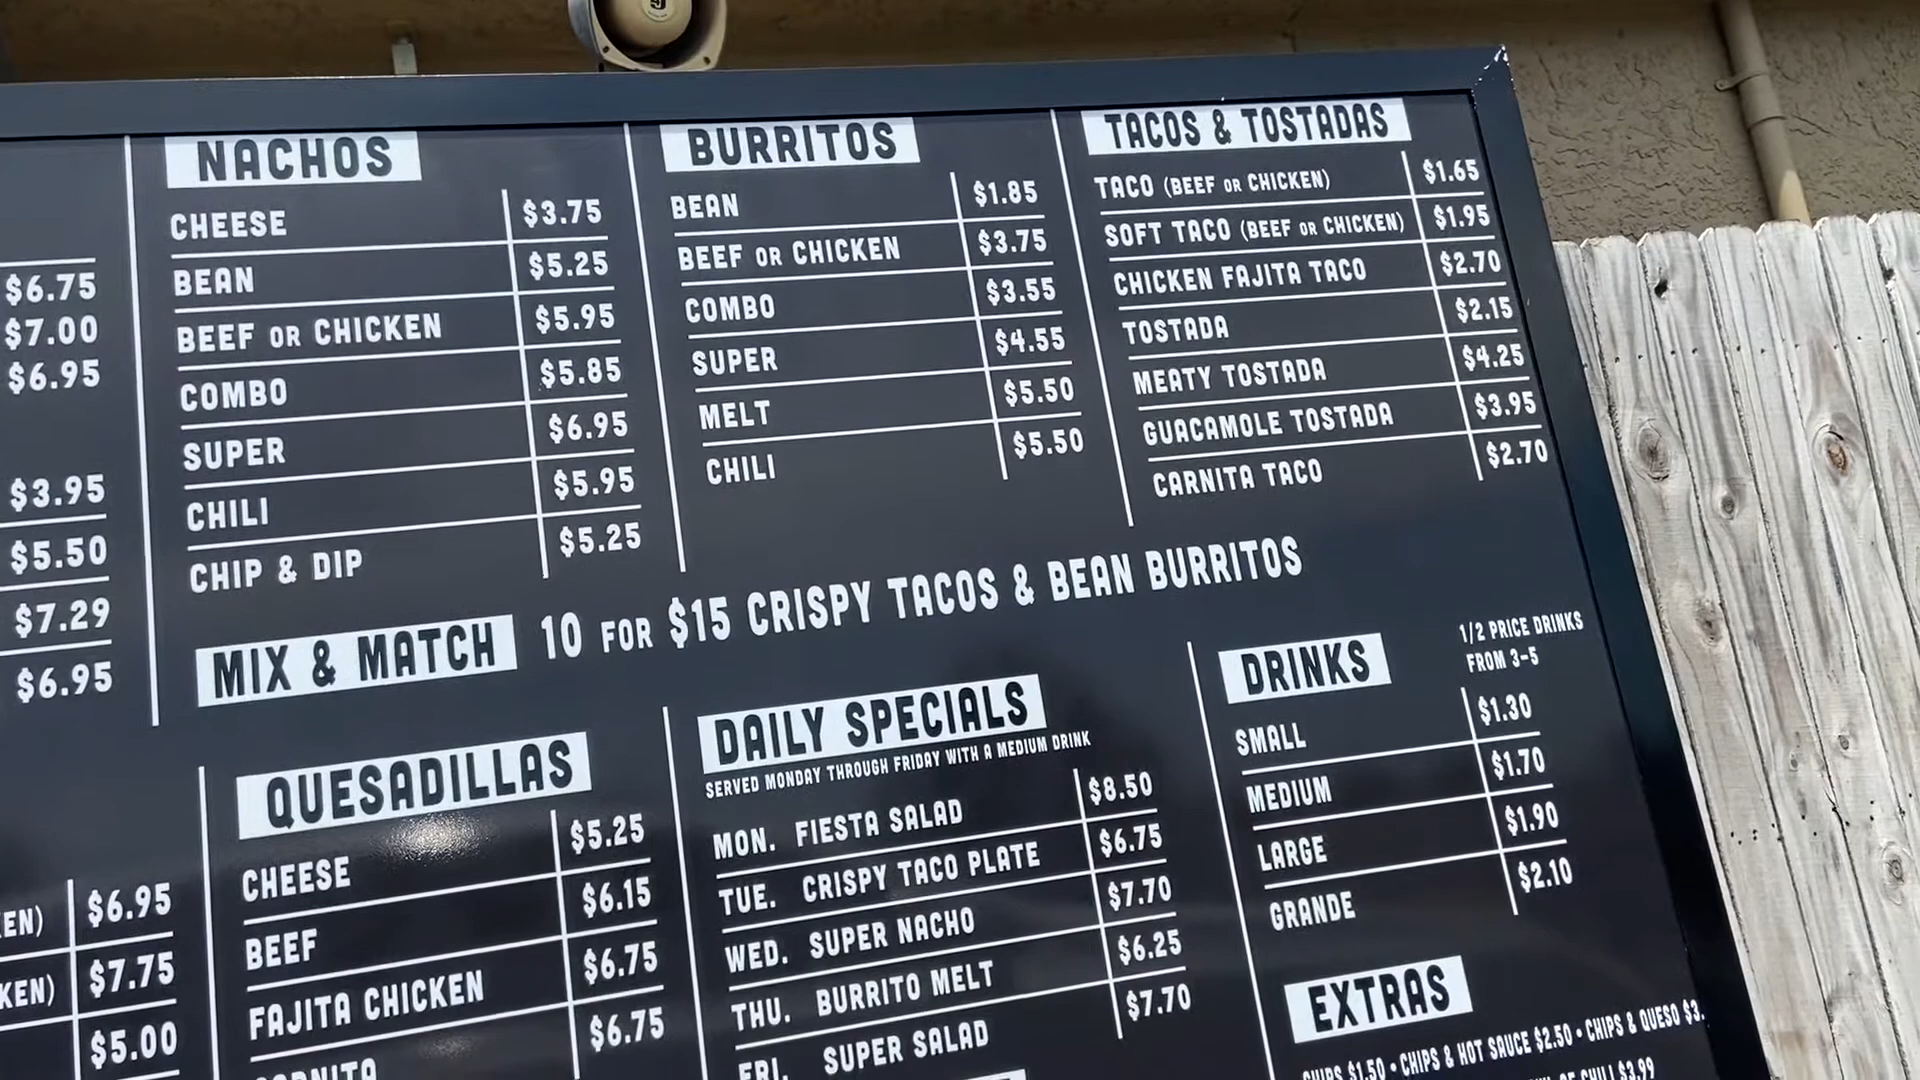 $6.75
$7.00
$6.95
$3.95
$5.50
$7.29
$6.95
NACHOS
CHEESE $3.75
BEAN $5.25
BEEF OR CHICKEN $5.95
COMBO $5.85
SUPER $6.95
CHILI $5.95
CHIP & DIP $5.25
BURRITOS
BEAN $1.85
BEEF OR CHICKEN $3.75
COMBO $3.55
SUPER $4.55
MELT $5.50
CHILI $5.50
TACOS & TOSTADAS
TACO (BEEF OR CHICKEN) $1.65
SOFT TACO (BEEF OR CHICKEN) $1.95
CHICKEN FAJITA TACO $2.70
TOSTADA $2.15
MEATY TOSTADA $4.25
GUACAMOLE TOSTADA $3.95
CARNITA TACO $2.70
MIX & MATCH 10 FOR $15 CRISPY TACOS & BEAN BURRITOS
KEN) $6.95
KEN) $7.75
$5.00
QUESADILLAS
CHEESE $5.25
BEEF $6.15
FAJITA CHICKEN $6.75
$6.75
DAILY SPECIALS
SERVED MONDAY THROUGH FRIDAY WITH A MEDIUM DRINK
MON. FIESTA SALAD $8.50
TUE. CRISPY TACO PLATE $6.75
WED. SUPER NACHO $7.70
THU. BURRITO MELT $6.25
FRI. SUPER SALAD $7.70
DRINKS
1/2 PRICE DRINKS
FROM 3-5
SMALL $1.30
MEDIUM $1.70
LARGE $1.90
GRANDE $2.10
EXTRAS
CHIPS $1.50 • CHIPS & HOT SAUCE $2.50 • CHIPS & QUESO $3.
OF CHILI $3.99